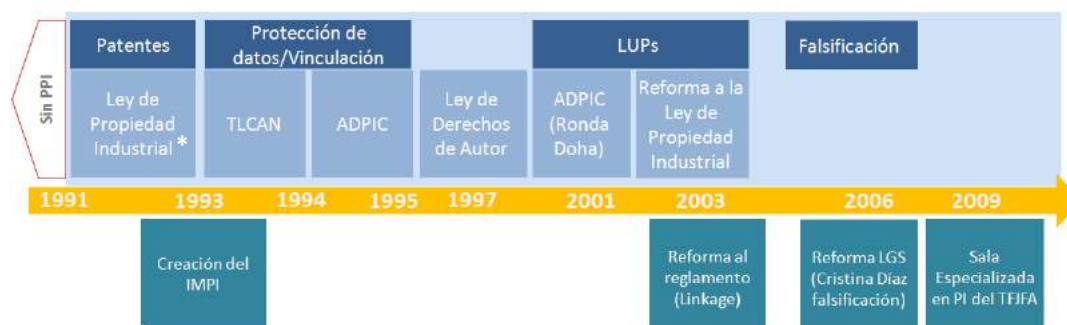 Sin PPI
Patentes
Protección de
datos/Vinculación
LUPs
Falsificación
Ley de
Propiedad
Industrial *
TLCAN
ADPIC
Ley de
Derechos
de Autor
ADPIC
(Ronda
Doha)
Reforma a la
Ley de
Propiedad
Industrial
1991
1993
1994
1995
1997
2001
2003
2006
2009
Creación del
IMPI
Reforma al
reglamento
(Linkage)
Reforma LGS
(Cristina Díaz
falsificación)
Sala
Especializada
en PI del TFJFA